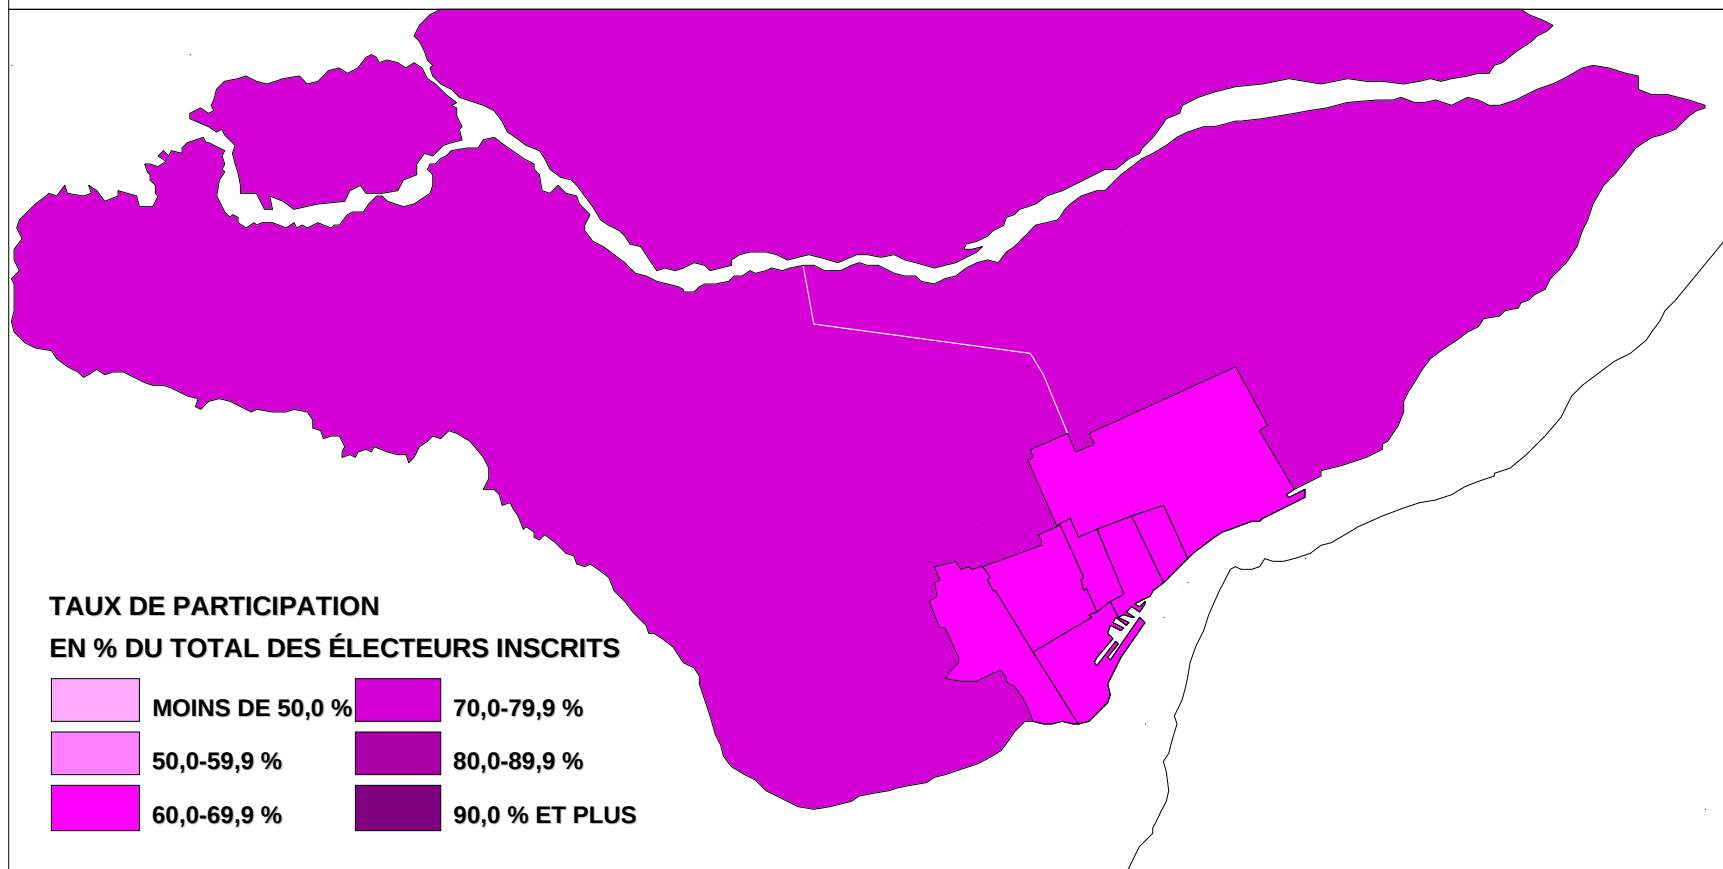 TAUX DE PARTICIPATION
EN % DU TOTAL DES ÉLECTEURS INSCRITS
MOINS DE 50,0 %
50,0-59,9 %
60,0-69,9 %
70,0-79,9 %
80,0-89,9 %
90,0 % ET PLUS